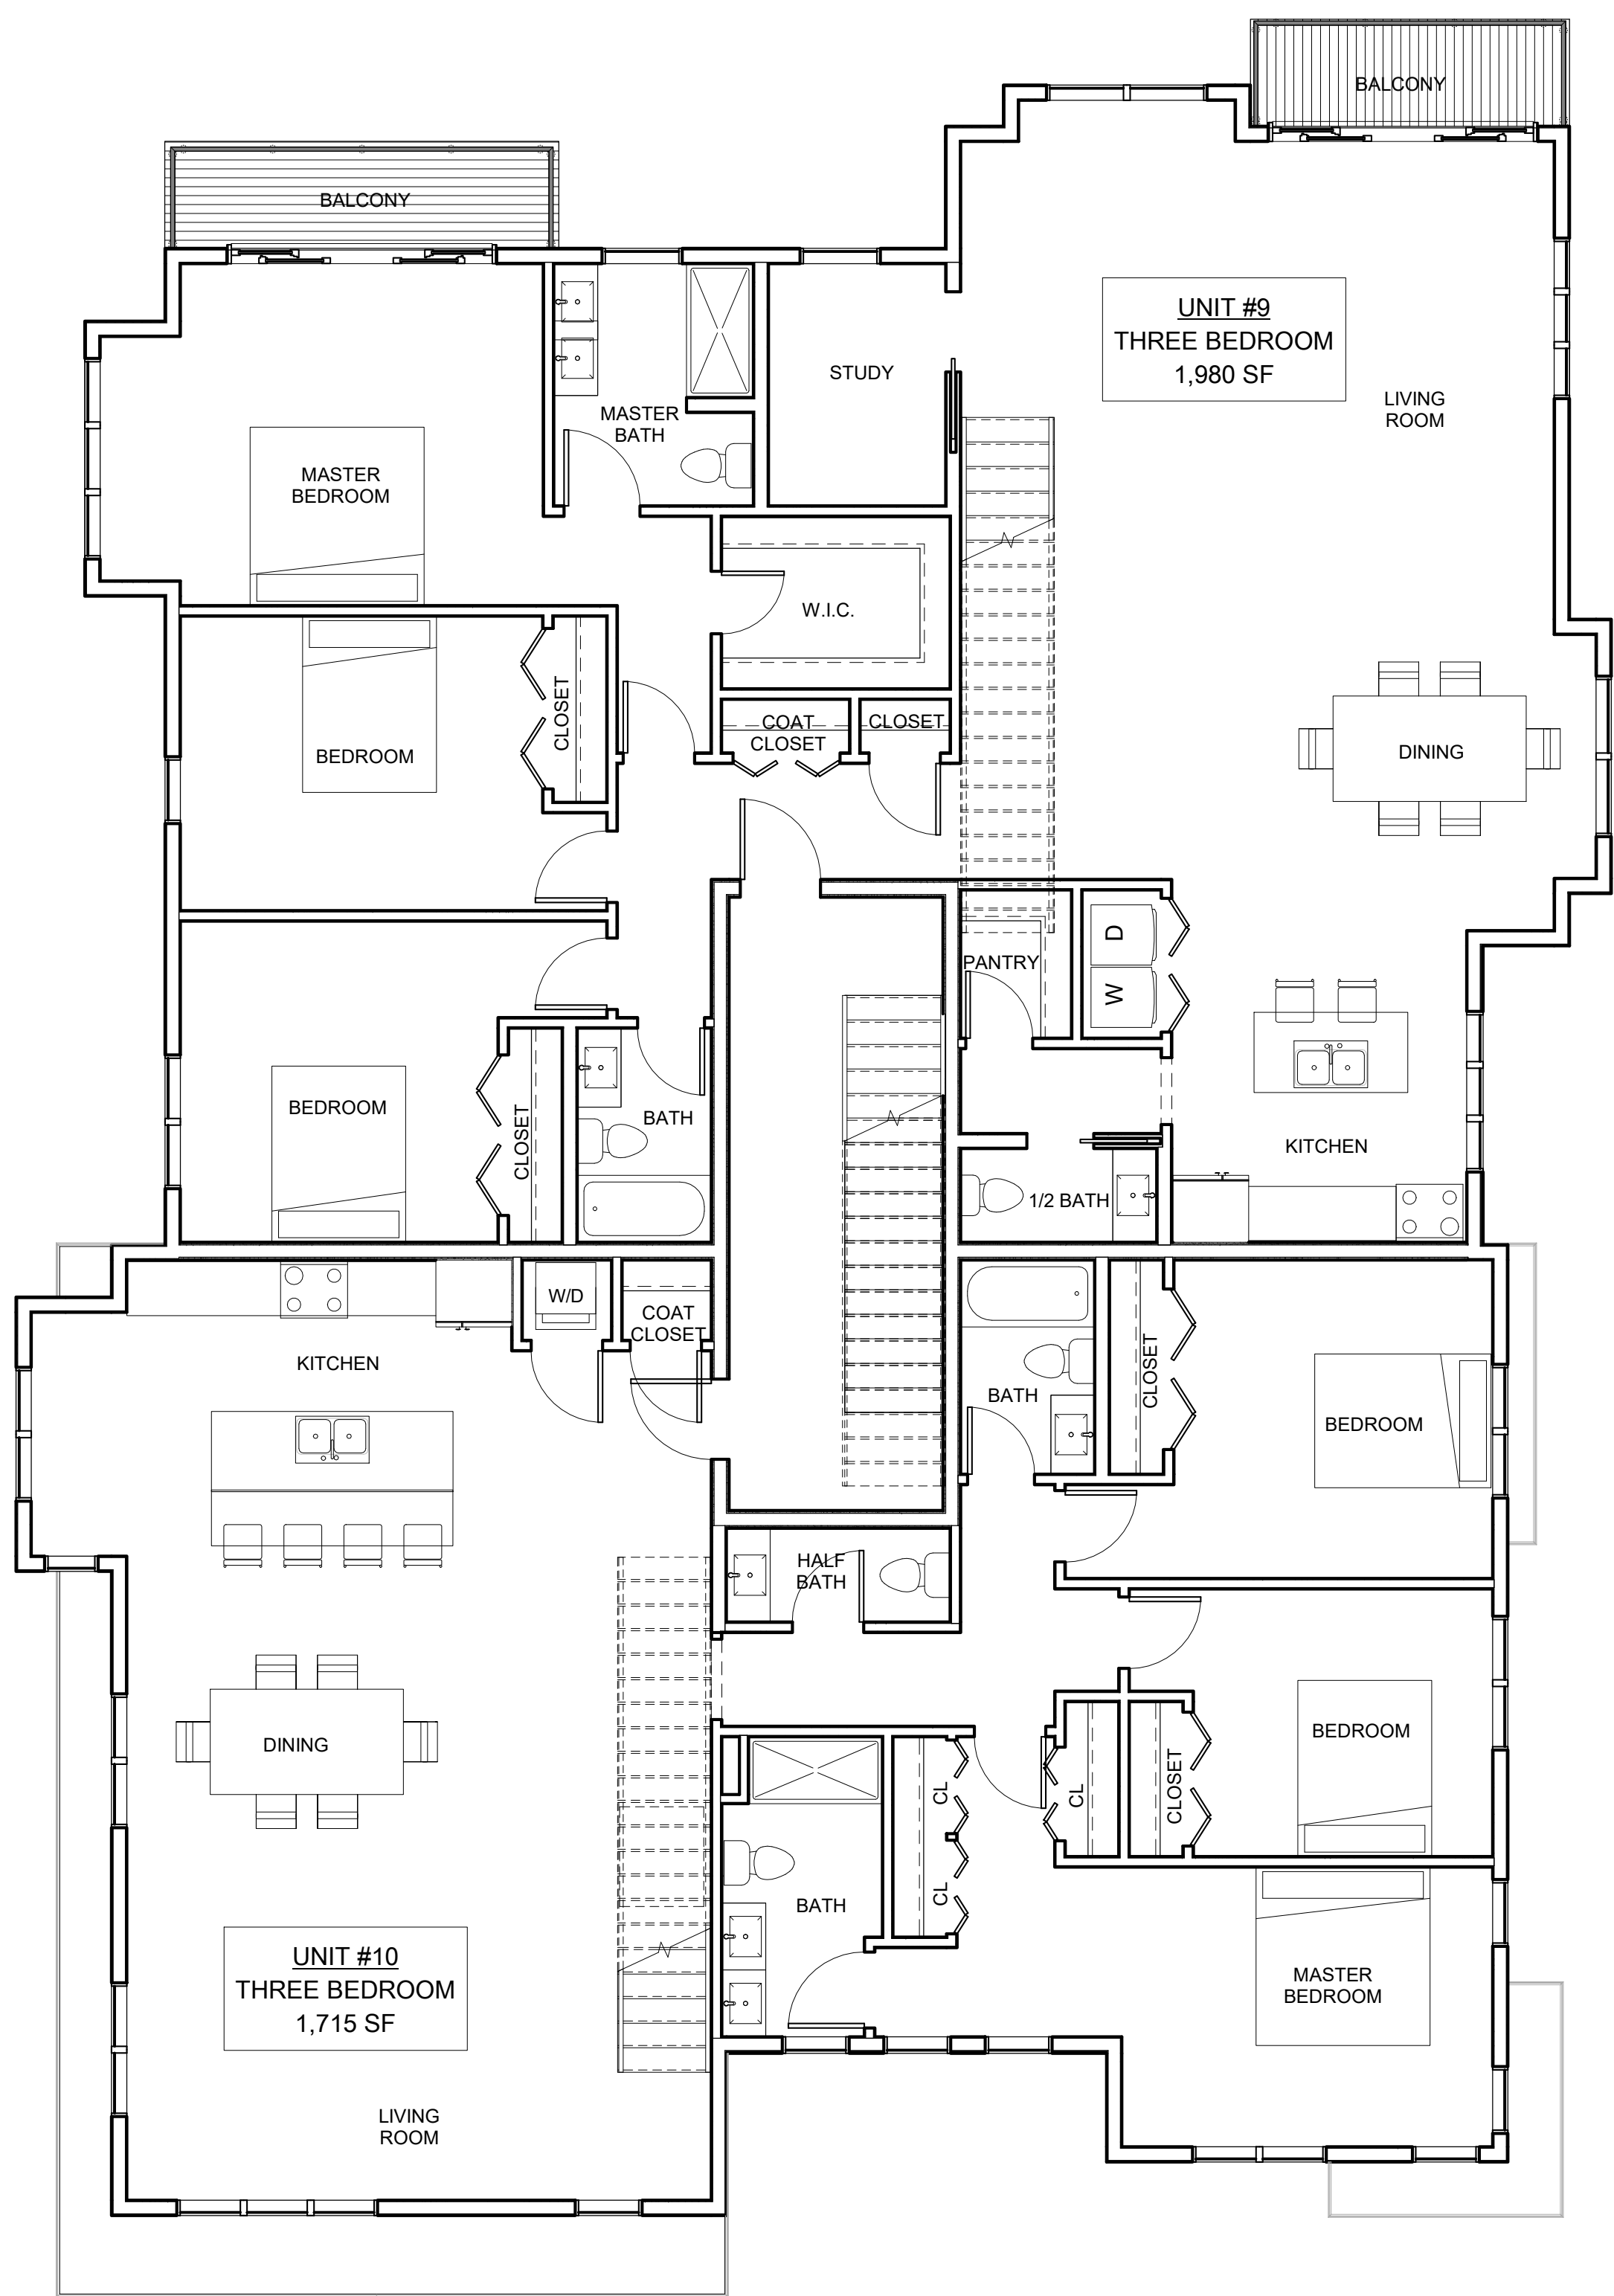 BALCONY
BALCONY
UNIT #9
THREE BEDROOM
1,980 SF
STUDY
LIVING
ROOM
MASTER
BATH
MASTER
BEDROOM
W.I.C.
CLOSET
COAT
CLOSET
CLOSET
BEDROOM
DINING
D
W
PANTRY
BEDROOM
CLOSET
BATH
KITCHEN
1/2 BATH
W/D
COAT
CLOSET
KITCHEN
BATH
CLOSET
BEDROOM
HALF
BATH
DINING
BEDROOM
CL
CL
CLOSET
CL
BATH
UNIT #10
THREE BEDROOM
1,715 SF
MASTER
BEDROOM
LIVING
ROOM